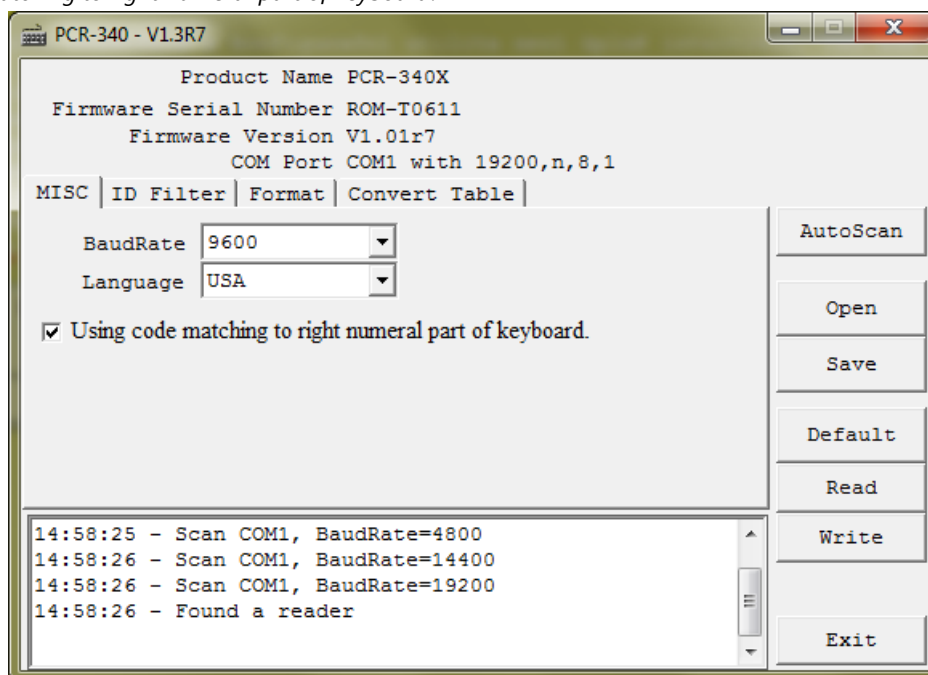 PCR-340 - V1.3R7
Product Name PCR-340X
Firmware Serial Number ROM-T0611
Firmware Version V1.01r7
COM Port COM1 with 19200,n,8,1
MISC ID Filter Format Convert Table
BaudRate 9600
Language USA
Using code matching to right numeral part of keyboard.
AutoScan
Open
Save
Default
Read
Write
Exit
14:58:25 - Scan COM1, BaudRate=4800
14:58:26 - Scan COM1, BaudRate=14400
14:58:26 - Scan COM1, BaudRate=19200
14:58:26 - Found a reader